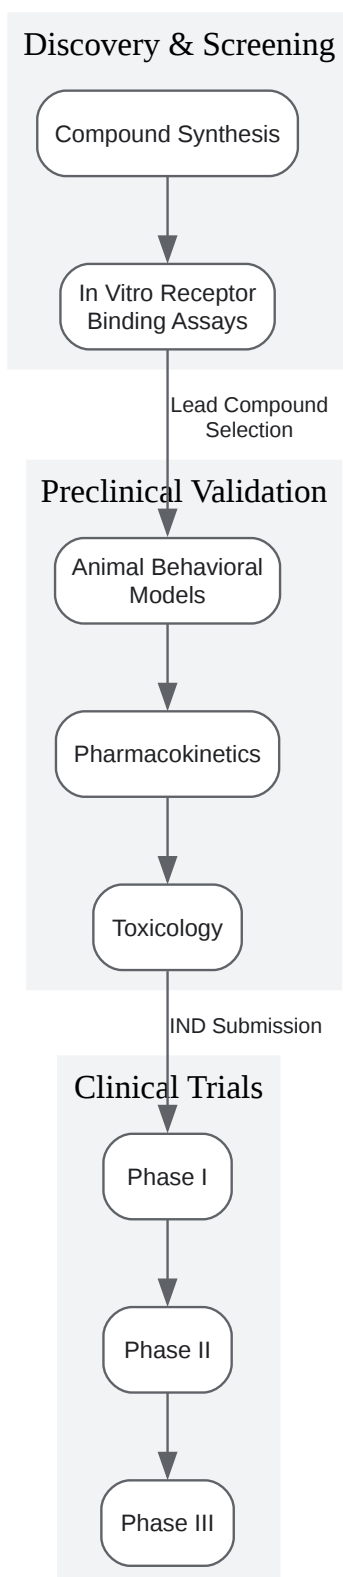 Discovery & Screening
Compound Synthesis
In Vitro Receptor
Binding Assays
Lead Compound
Selection
Preclinical Validation
Animal Behavioral
Models
Pharmacokinetics
Toxicology
IND Submission
Clinical Trials
Phase I
Phase II
Phase III